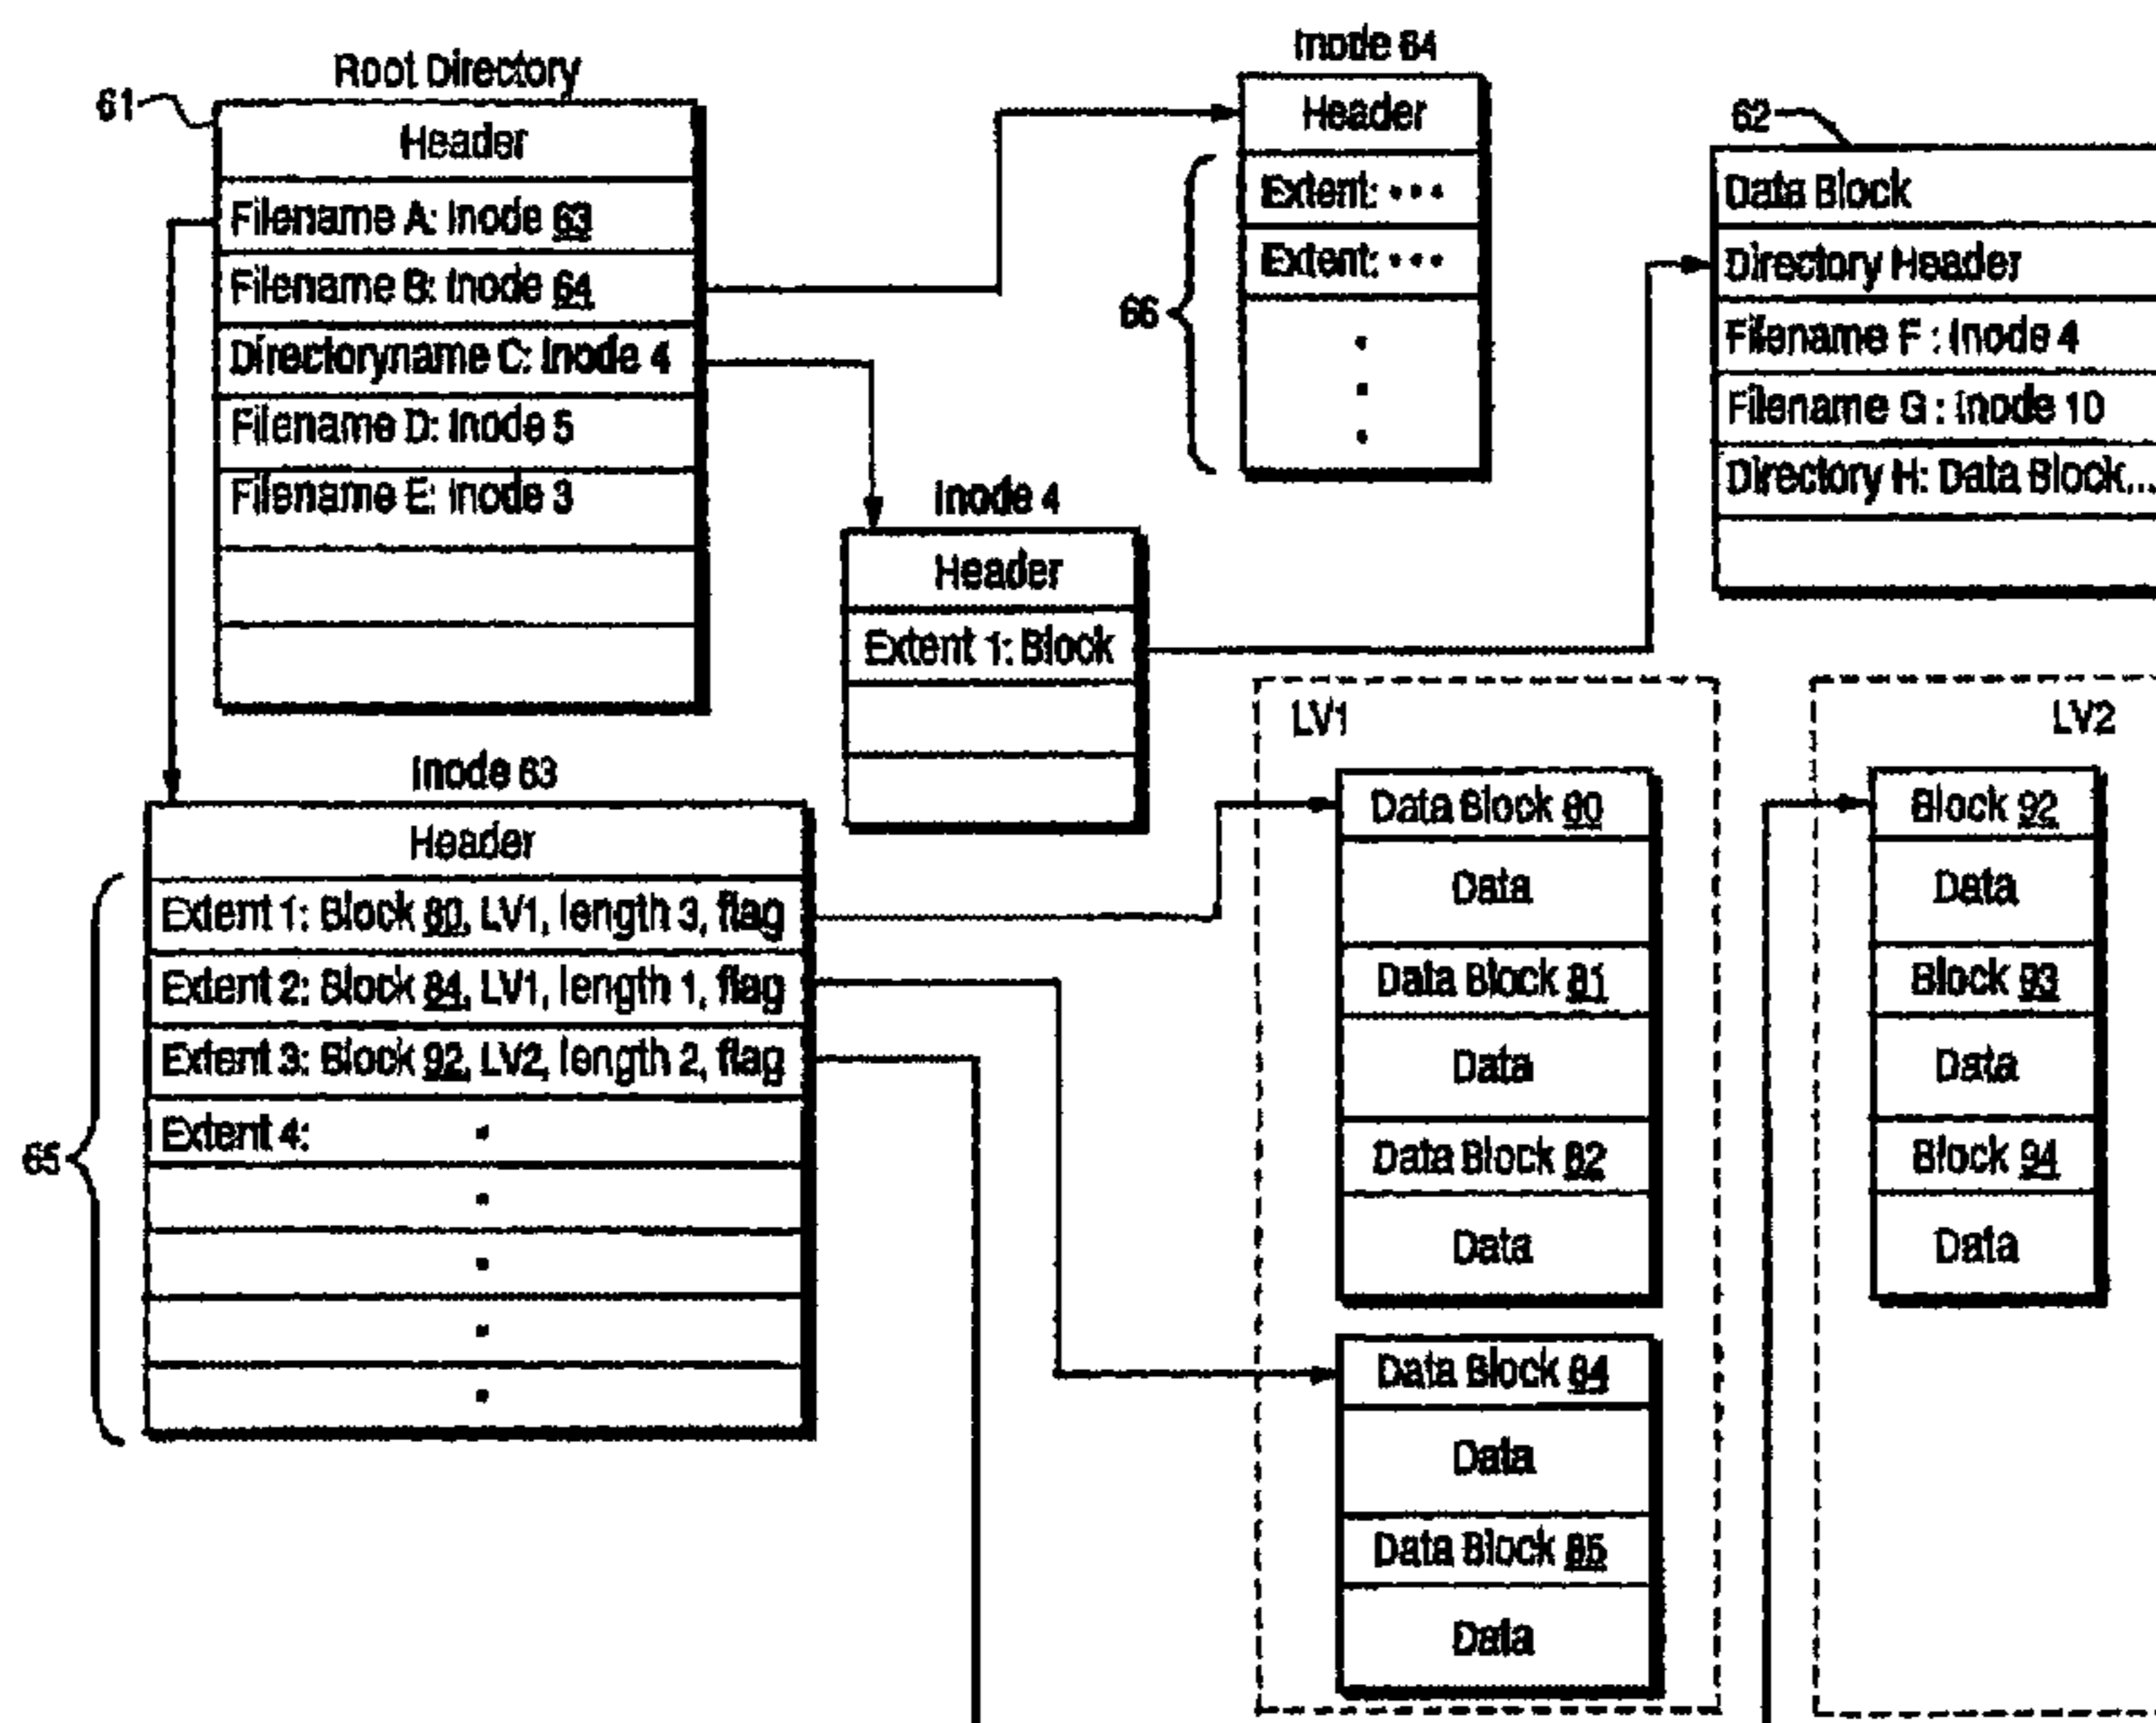 Root Directory
61
Header
Filename A: Inode 63
Filename B: Inode 64
Directoryname C: Inode 4
Filename D: Inode 5
Filename E: Inode 3
Inode 64
Header
Extent: •••
Extent: •••
66
62
Data Block
Directory Header
Filename F : Inode 4
Filename G : Inode 10
Directory H: Data Block...
Inode 4
Header
Extent 1: Block
Inode 63
Header
Extent 1: Block 80, LV1, length 3, flag
Extent 2: Block 84, LV1, length 1, flag
Extent 3: Block 92, LV2, length 2, flag
Extent 4:
65
LV1
Data Block 80
Data
Data Block 81
Data
Data Block 82
Data
Data Block 84
Data
Data Block 85
Data
LV2
Block 92
Data
Block 93
Data
Block 94
Data